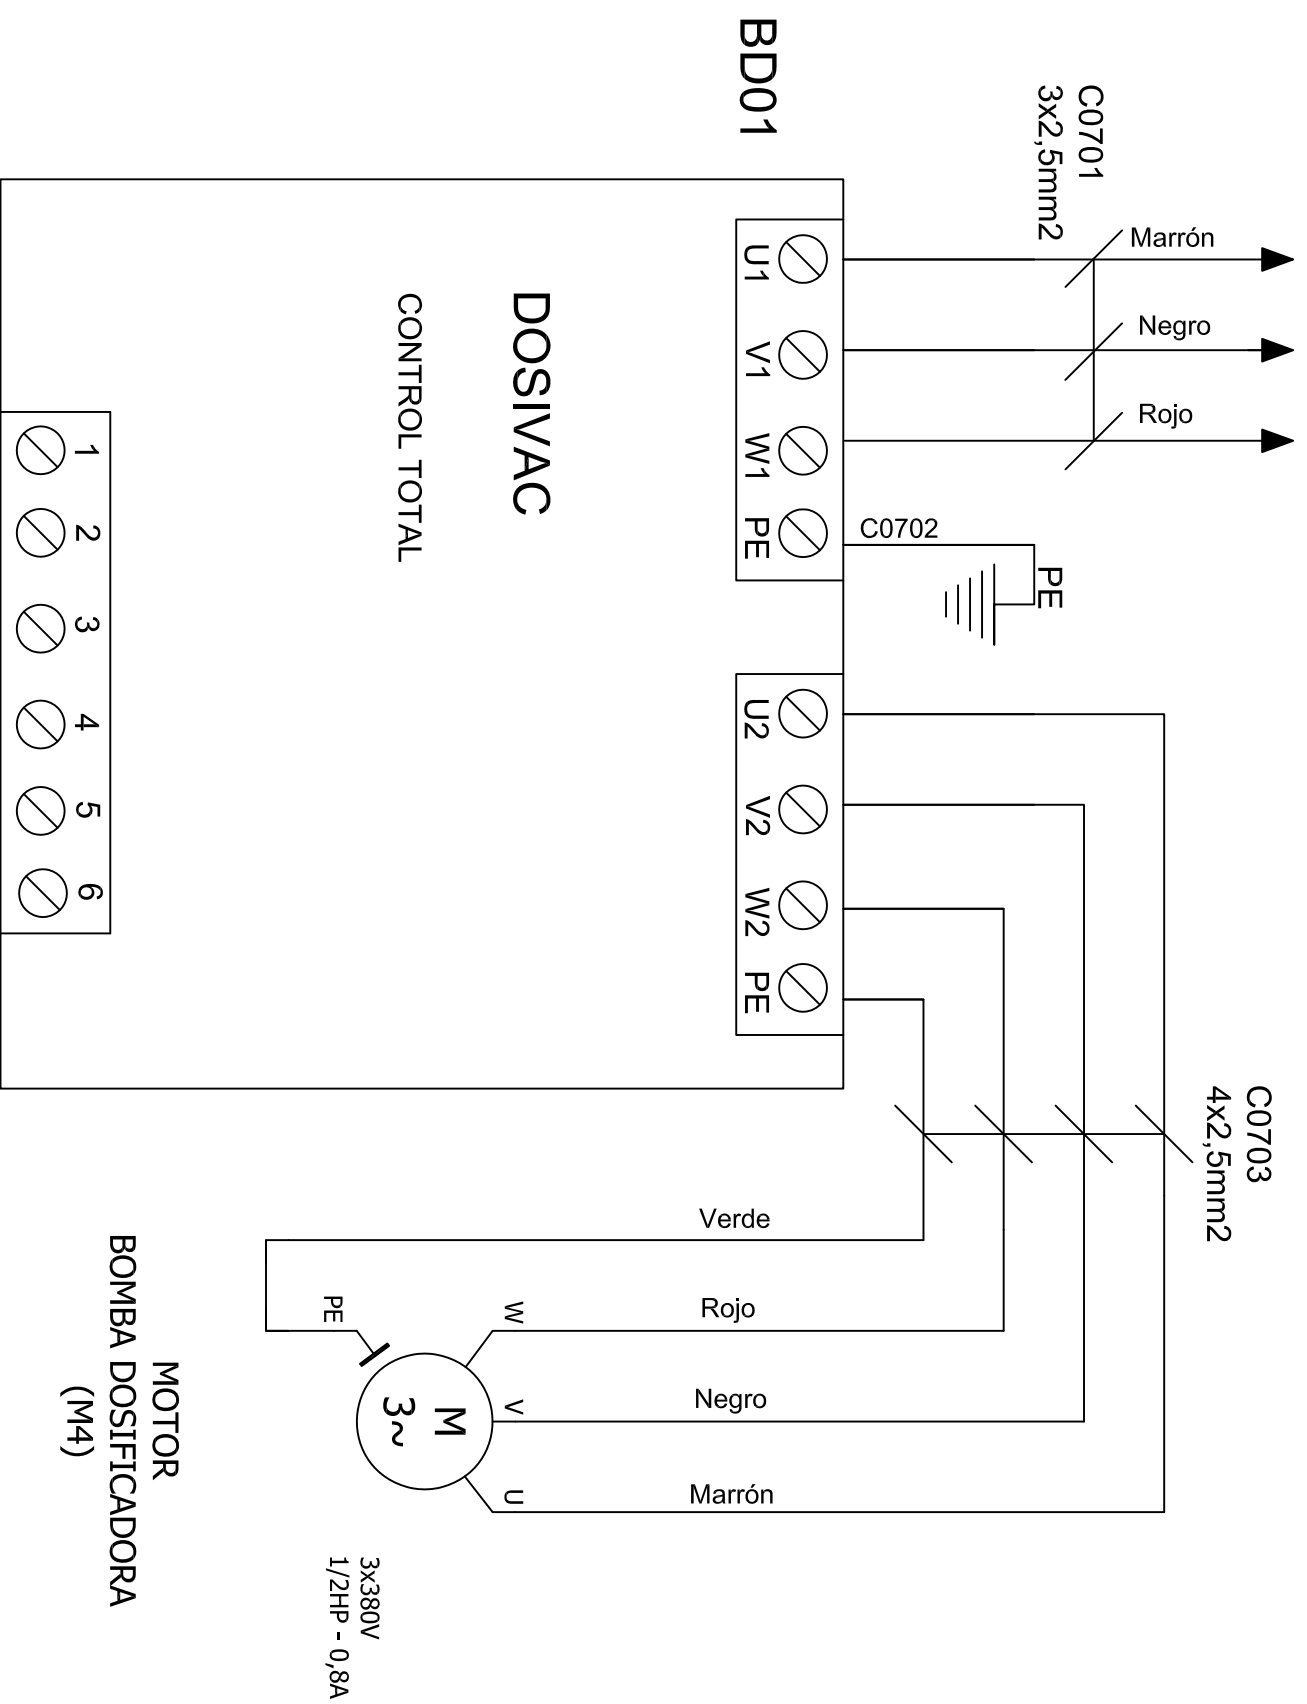 BD01
C0701
3x2,5mm2
Marrón
Negro
Rojo
C0702
PE
U1
V1
W1
PE
DOSIVAC
CONTROL TOTAL
U2
V2
W2
PE
1
2
3
4
5
6
C0703
4x2,5mm2
Verde
Rojo
Negro
Marrón
PE
W
V
U
M
3~
MOTOR
BOMBA DOSIFICADORA
(M4)
3x380V
1/2HP - 0,8A